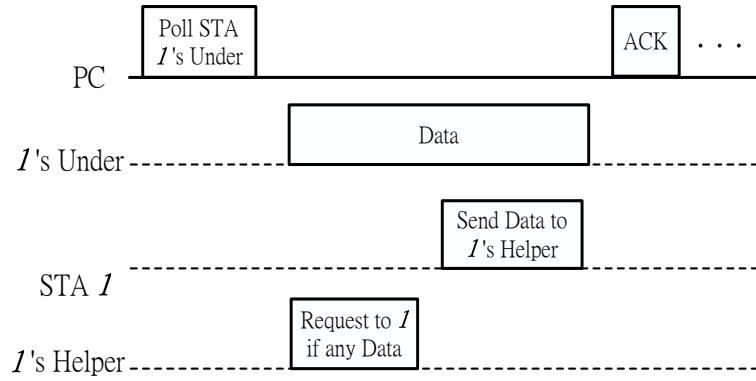 Poll STA
1's Under
ACK
. . .
PC
Data
1's Under
Send Data to
1's Helper
STA 1
Request to 1
if any Data
1's Helper